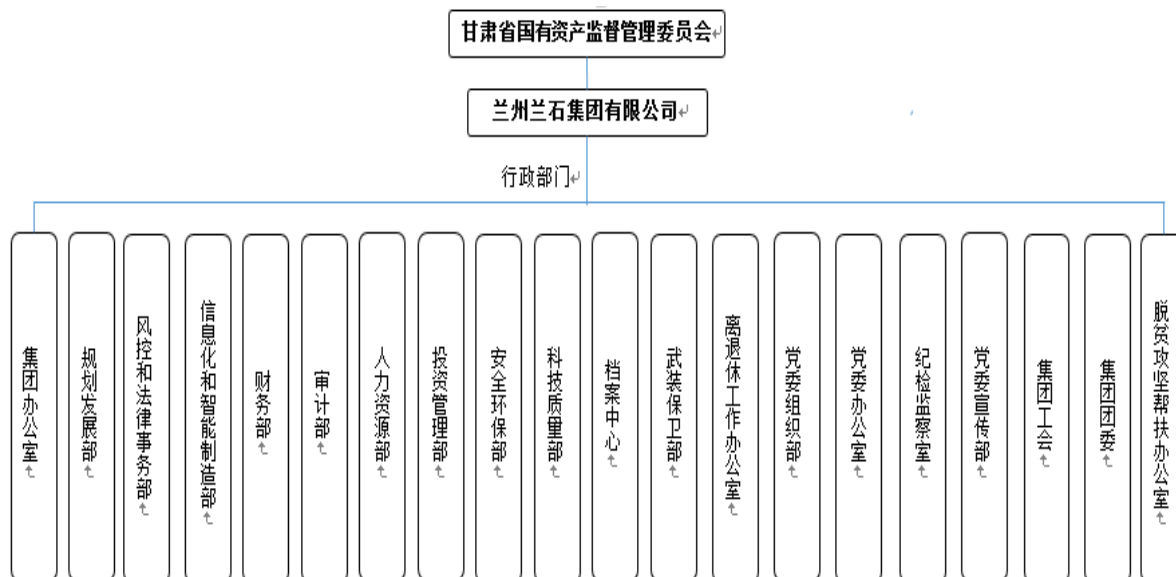 甘肃省国有资产监督管理委员会
兰州兰石集团有限公司
行政部门
集团办公室
规划发展部
风控和法律事务部
信息化和智能制造部
财务部
审计部
人力资源部
投资管理部
安全环保部
科技质量部
档案中心
武装保卫部
离退休工作办公室
党委组织部
党委办公室
纪检监察室
党委宣传部
集团工会
集团团委
脱贫攻坚帮扶办公室